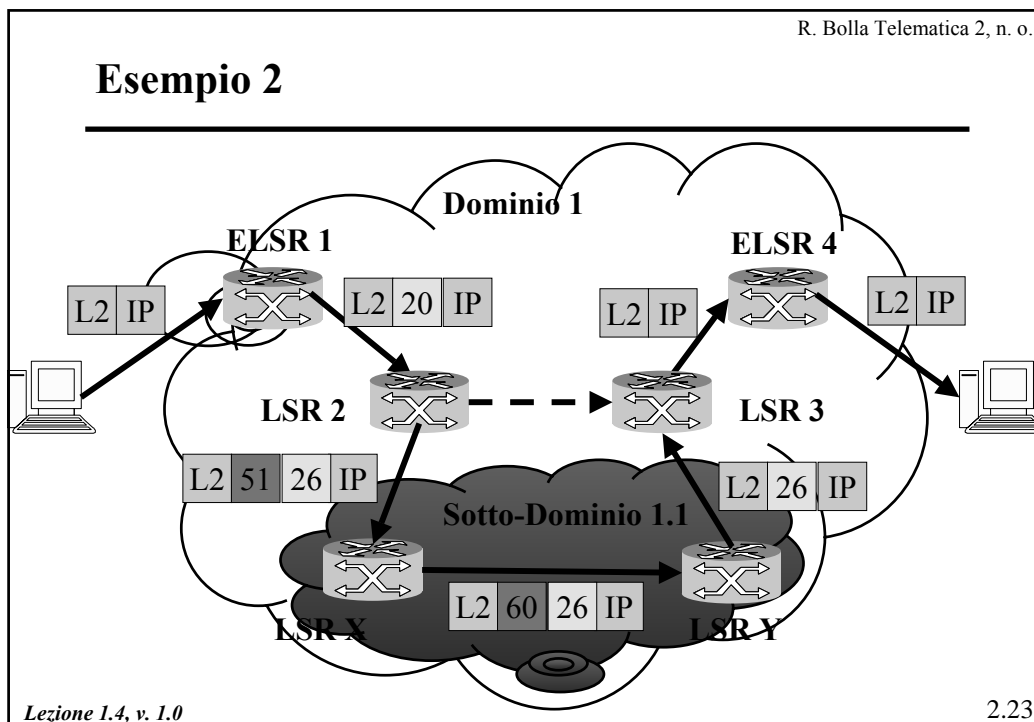 R. Bolla Telematica 2, n. o.
Esempio 2
Dominio 1
ELSR 1
ELSR 4
L2 IP
L2 20 IP
L2 IP
L2 IP
LSR 2
LSR 3
L2 51 26 IP
L2 26 IP
Sotto-Dominio 1.1
L2 60 26 IP
LSR X
LSR Y
Lezione 1.4, v. 1.0
2.23